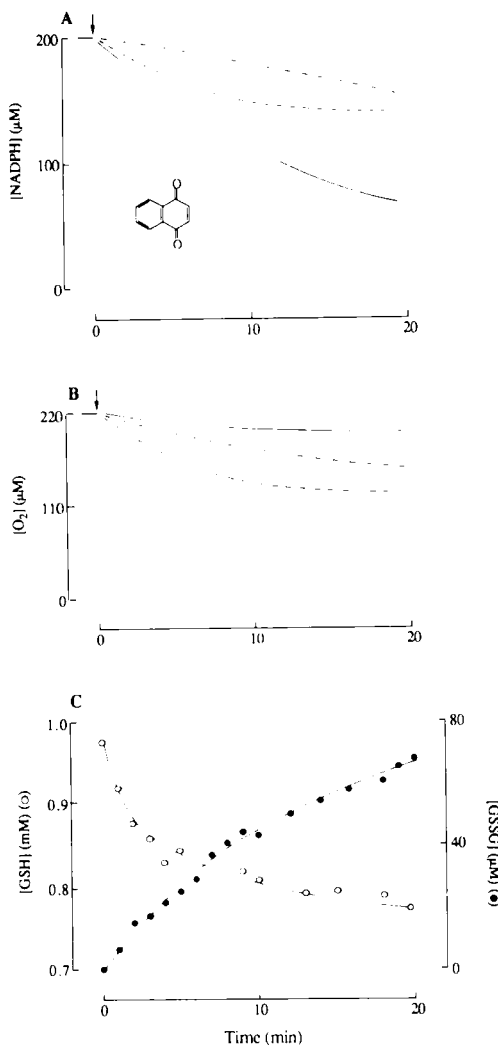 A
200
[NADPH] (μM)
100
0
O
O
0
10
20
B
220
[O₂] (μM)
110
0
0
10
20
C
1.0
[GSH] (mM) (○)
0.9
0.8
0.7
80
[GSSG] (μM) (●)
40
0
0
10
20
Time (min)